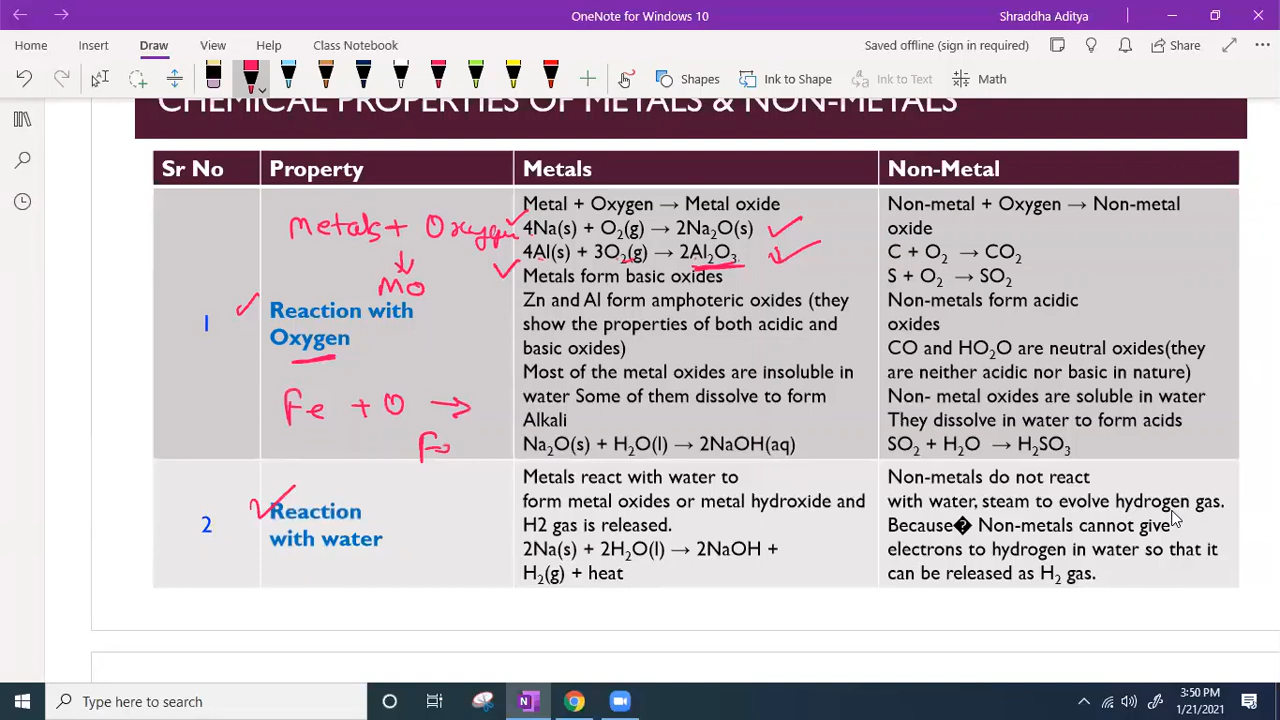 OneNote for Windows 10
Shraddha Aditya
Home Insert Draw View Help Class Notebook
Saved offline (sign in required) Share
Shapes Ink to Shape Ink to Text Math
CHEMICAL PROPERTIES OF METALS & NON-METALS
Sr No Property Metals Non-Metal
1
Metals + Oxygen
↓
MO
Reaction with
Oxygen
Fe + O →
Fe
Metal + Oxygen → Metal oxide
4Na(s) + O₂(g) → 2Na₂O(s)
4Al(s) + 3O₂(g) → 2Al₂O₃
Metals form basic oxides
Zn and Al form amphoteric oxides (they
show the properties of both acidic and
basic oxides)
Most of the metal oxides are insoluble in
water Some of them dissolve to form
Alkali
Na₂O(s) + H₂O(l) → 2NaOH(aq)
Non-metal + Oxygen → Non-metal
oxide
C + O₂ → CO₂
S + O₂ → SO₂
Non-metals form acidic
oxides
CO and HO₂O are neutral oxides(they
are neither acidic nor basic in nature)
Non- metal oxides are soluble in water
They dissolve in water to form acids
SO₂ + H₂O → H₂SO₃
2
Reaction
with water
Metals react with water to
form metal oxides or metal hydroxide and
H2 gas is released.
2Na(s) + 2H₂O(l) → 2NaOH +
H₂(g) + heat
Non-metals do not react
with water, steam to evolve hydrogen gas.
Because� Non-metals cannot give
electrons to hydrogen in water so that it
can be released as H₂ gas.
Type here to search
3:50 PM
1/21/2021